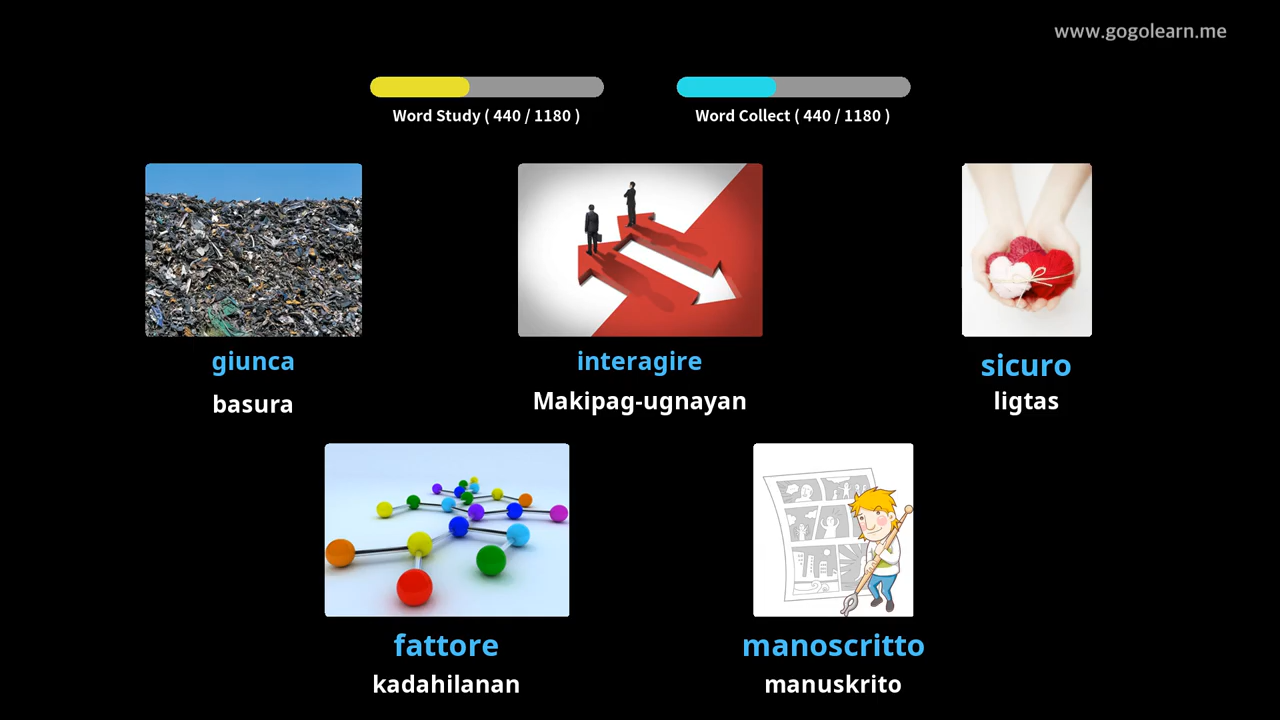 www.gogolearn.me
Word Study ( 440 / 1180 )
Word Collect ( 440 / 1180 )
giunca
basura
interagire
Makipag-ugnayan
sicuro
ligtas
fattore
kadahilanan
manoscritto
manuskrito